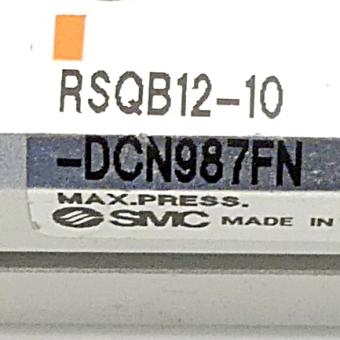 RSQB12-10
-DCN987FN
MAX.PRESS.
SMC MADE IN